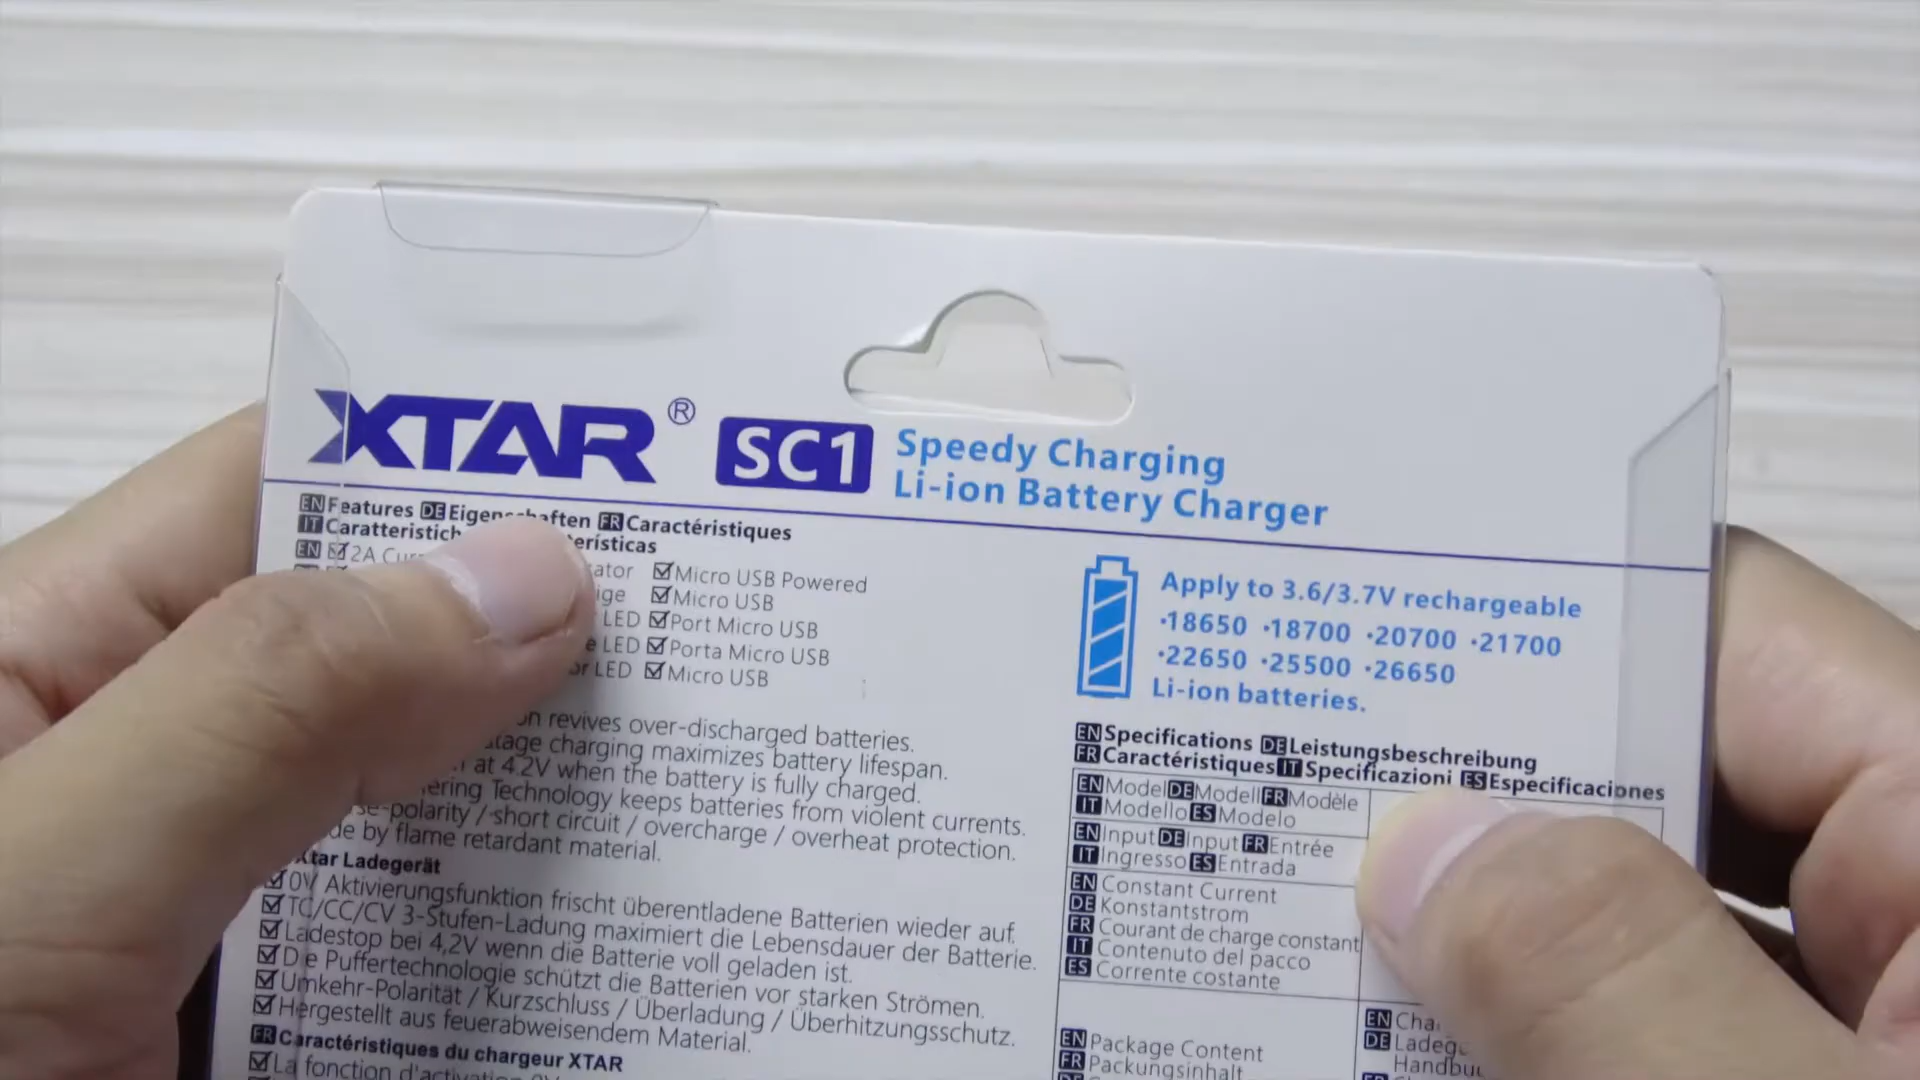 XTAR® SC1 Speedy Charging
Li-ion Battery Charger
EN Features DE Eigenschaften FR Caractéristiques
IT
EN 2A
Micro USB Powered
Micro USB
LED Port Micro USB
LED Porta Micro USB
LED Micro USB
revives over-discharged batteries.
charging maximizes battery lifespan.
at 4.2V when the battery is fully charged.
Technology keeps batteries from violent currents.
/ short circuit / overcharge / overheat protection.
by flame retardant material.
Xtar Ladegerät
0V Aktivierungsfunktion frischt überentladene Batterien wieder auf.
TC/CC/CV 3-Stufen-Ladung maximiert die Lebensdauer der Batterie.
Ladestop bei 4,2V wenn die Batterie voll geladen ist.
Die Puffertechnologie schützt die Batterien vor starken Strömen.
Umkehr-Polarität / Kurzschluss / Überladung / Überhitzungsschutz.
Hergestellt aus feuerabweisendem Material.
FR Caractéristiques du chargeur XTAR
La fonction
Apply to 3.6/3.7V rechargeable
·18650 ·18700 ·20700 ·21700
·22650 ·25500 ·26650
Li-ion batteries.
EN Specifications DE Leistungsbeschreibung
FR Caractéristiques IT Specificazioni ES Especificaciones
EN Model DE Modell FR Modèle
IT Modello ES Modelo
EN Input DE Input FR Entrée
IT Ingresso ES Entrada
EN Constant Current
DE Konstantstrom
FR Courant de charge constant
IT Contenuto del pacco
ES Corrente costante
EN Package Content
FR Packungsinhalt
EN
DE